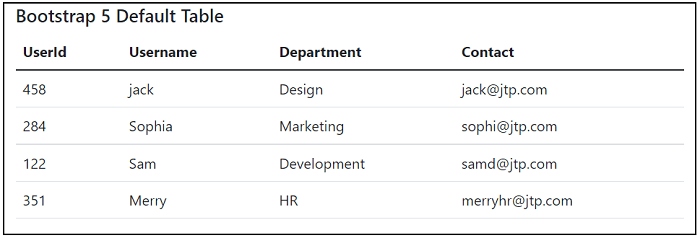 Bootstrap 5 Default Table
UserId Username Department Contact
458 jack Design jack@jtp.com
284 Sophia Marketing sophi@jtp.com
122 Sam Development samd@jtp.com
351 Merry HR merryhr@jtp.com